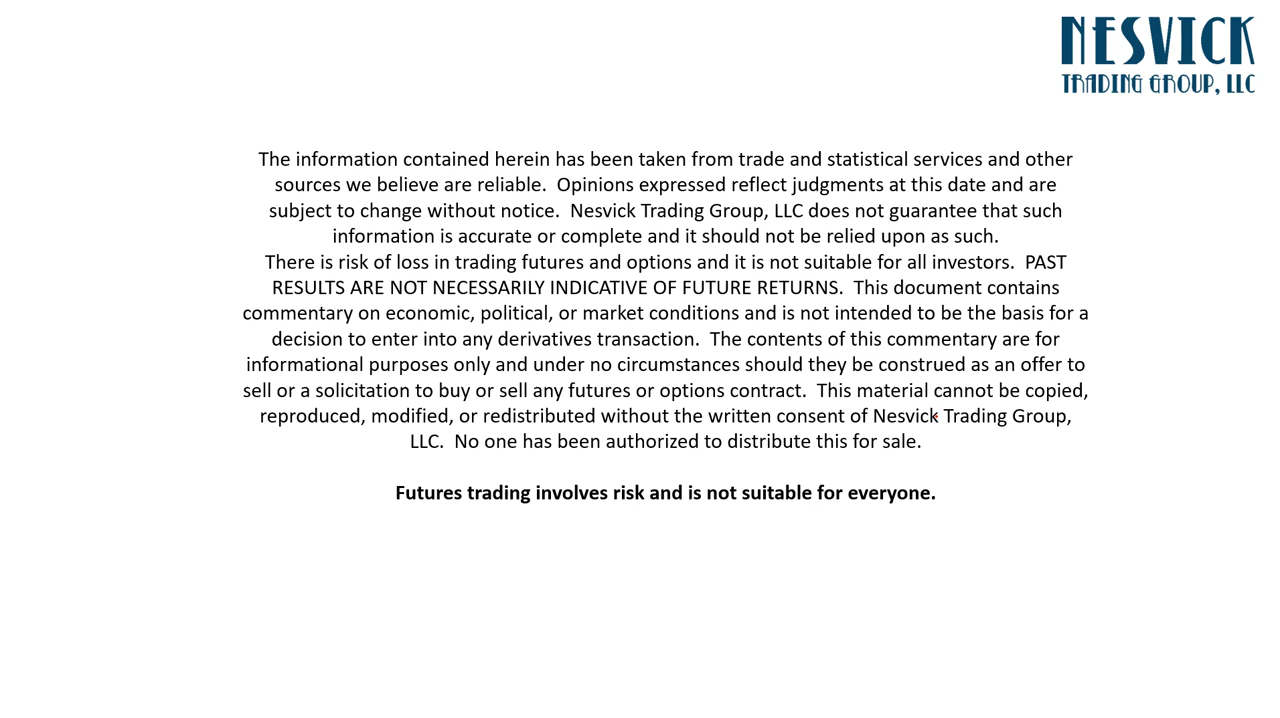 NESVICK
TRADING GROUP, LLC
The information contained herein has been taken from trade and statistical services and other
sources we believe are reliable.  Opinions expressed reflect judgments at this date and are
subject to change without notice.  Nesvick Trading Group, LLC does not guarantee that such
information is accurate or complete and it should not be relied upon as such.
There is risk of loss in trading futures and options and it is not suitable for all investors.  PAST
RESULTS ARE NOT NECESSARILY INDICATIVE OF FUTURE RETURNS.  This document contains
commentary on economic, political, or market conditions and is not intended to be the basis for a
decision to enter into any derivatives transaction.  The contents of this commentary are for
informational purposes only and under no circumstances should they be construed as an offer to
sell or a solicitation to buy or sell any futures or options contract.  This material cannot be copied,
reproduced, modified, or redistributed without the written consent of Nesvick Trading Group,
LLC.  No one has been authorized to distribute this for sale.
Futures trading involves risk and is not suitable for everyone.